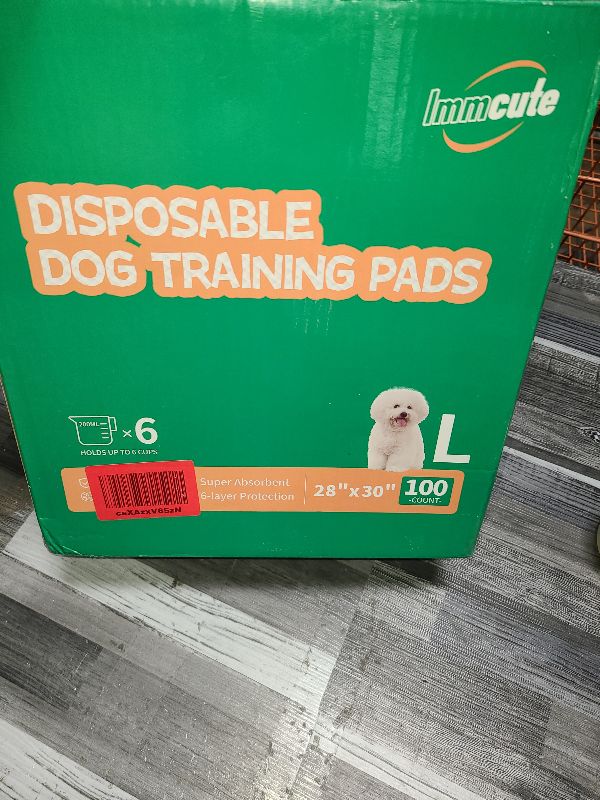 Immcute
DISPOSABLE
DOG TRAINING PADS
200ML
×6
HOLDS UP TO 6 CUPS
L
Super Absorbent
6-layer Protection
28"x30"
100
-COUNT-